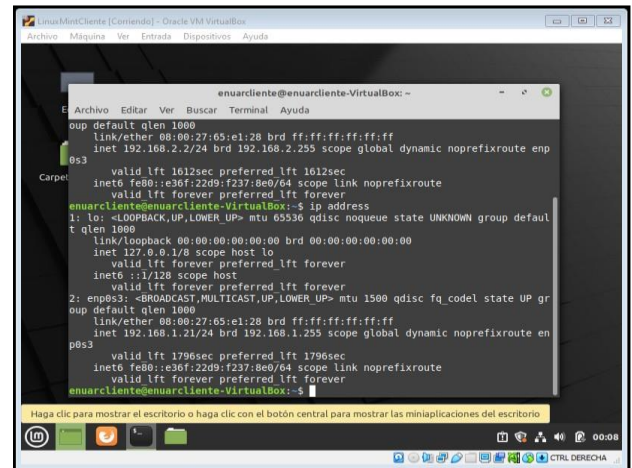 LinuxMintCliente [Corriendo] - Oracle VM VirtualBox
Archivo Máquina Ver Entrada Dispositivos Ayuda
enuarcliente@enuarcliente-VirtualBox: ~
Archivo Editar Ver Buscar Terminal Ayuda
oup default qlen 1000
link/ether 08:00:27:65:e1:28 brd ff:ff:ff:ff:ff:ff
inet 192.168.2.2/24 brd 192.168.2.255 scope global dynamic noprefixroute enp
0s3
valid_lft 1612sec preferred_lft 1612sec
inet6 fe80::e36f:22d9:f237:8e0/64 scope link noprefixroute
valid_lft forever preferred_lft forever
enuarcliente@enuarcliente-VirtualBox:~$ ip address
1: lo: <LOOPBACK,UP,LOWER_UP> mtu 65536 qdisc noqueue state UNKNOWN group defaul
t qlen 1000
link/loopback 00:00:00:00:00:00 brd 00:00:00:00:00:00
inet 127.0.0.1/8 scope host lo
valid_lft forever preferred_lft forever
inet6 ::1/128 scope host
valid_lft forever preferred_lft forever
2: enp0s3: <BROADCAST,MULTICAST,UP,LOWER_UP> mtu 1500 qdisc fq_codel state UP gr
oup default qlen 1000
link/ether 08:00:27:65:e1:28 brd ff:ff:ff:ff:ff:ff
inet 192.168.1.21/24 brd 192.168.1.255 scope global dynamic noprefixroute en
p0s3
valid_lft 1796sec preferred_lft 1796sec
inet6 fe80::e36f:22d9:f237:8e0/64 scope link noprefixroute
valid_lft forever preferred_lft forever
enuarcliente@enuarcliente-VirtualBox:~$
Carpet
Haga clic para mostrar el escritorio o haga clic con el botón central para mostrar las miniaplicaciones del escritorio
00:08
CTRL DERECHA